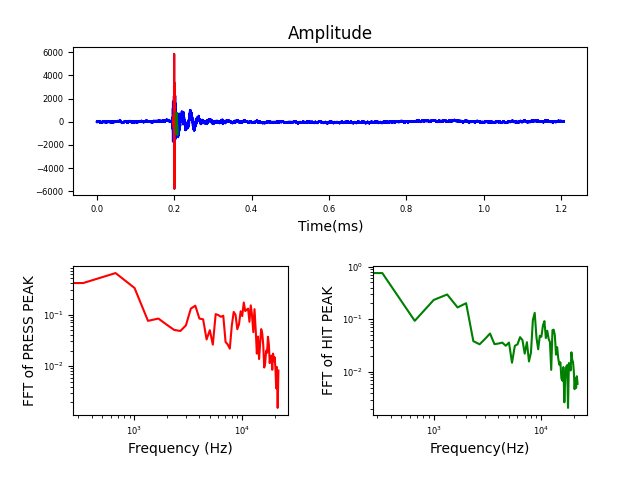 Amplitude
6000
4000
2000
0
−2000
−4000
−6000
0.0 0.2 0.4 0.6 0.8 1.0 1.2
Time(ms)
FFT of PRESS PEAK
10⁻¹
10⁻²
10³ 10⁴
Frequency (Hz)
FFT of HIT PEAK
10⁰
10⁻¹
10⁻²
10³ 10⁴
Frequency(Hz)